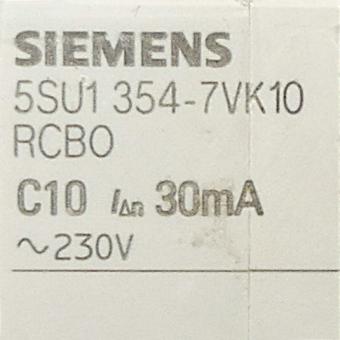 SIEMENS
5SU1 354-7VK10
RCBO
C10 IΔn 30mA
~230V